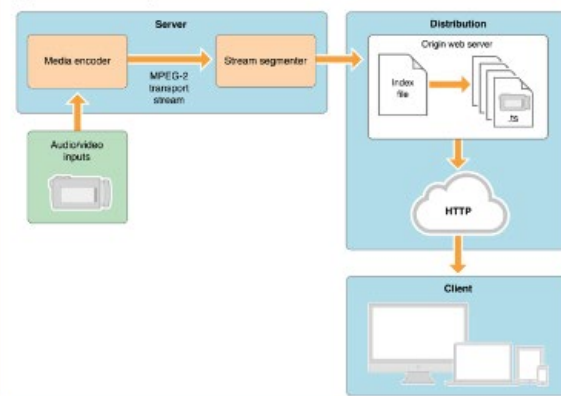 Server
Media encoder
MPEG-2
transport
stream
Stream segmenter
Audio/video
inputs
Distribution
Origin web server
Index
file
.ts
HTTP
Client